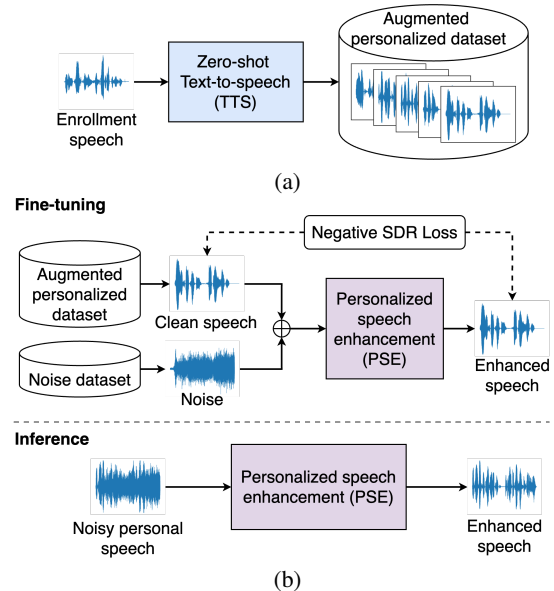 Enrollment
speech
Zero-shot
Text-to-speech
(TTS)
Augmented
personalized dataset
(a)
Fine-tuning
Negative SDR Loss
Augmented
personalized
dataset
Clean speech
Noise dataset
Noise
Personalized
speech
enhancement
(PSE)
Enhanced
speech
Inference
Noisy personal
speech
Personalized speech
enhancement (PSE)
Enhanced
speech
(b)